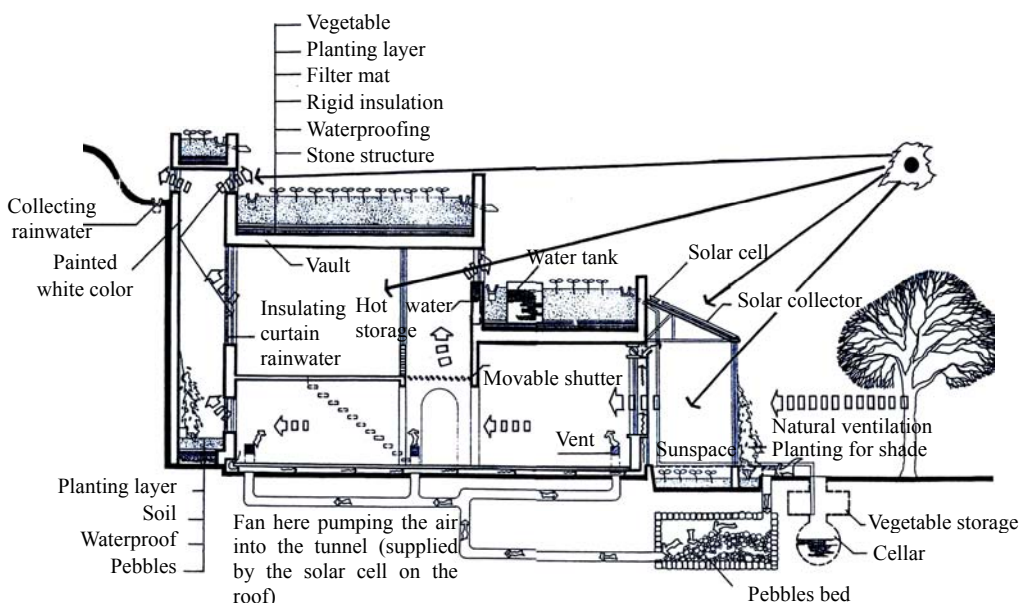 Vegetable
Planting layer
Filter mat
Rigid insulation
Waterproofing
Stone structure
Collecting
rainwater
Painted
white color
Vault
Water tank
Solar cell
Solar collector
Insulating
curtain
rainwater
Hot water
storage
Movable shutter
Vent
Sunspace
Natural ventilation
Planting for shade
Planting layer
Soil
Waterproof
Pebbles
Fan here pumping the air
into the tunnel (supplied
by the solar cell on the
roof)
Vegetable storage
Cellar
Pebbles bed